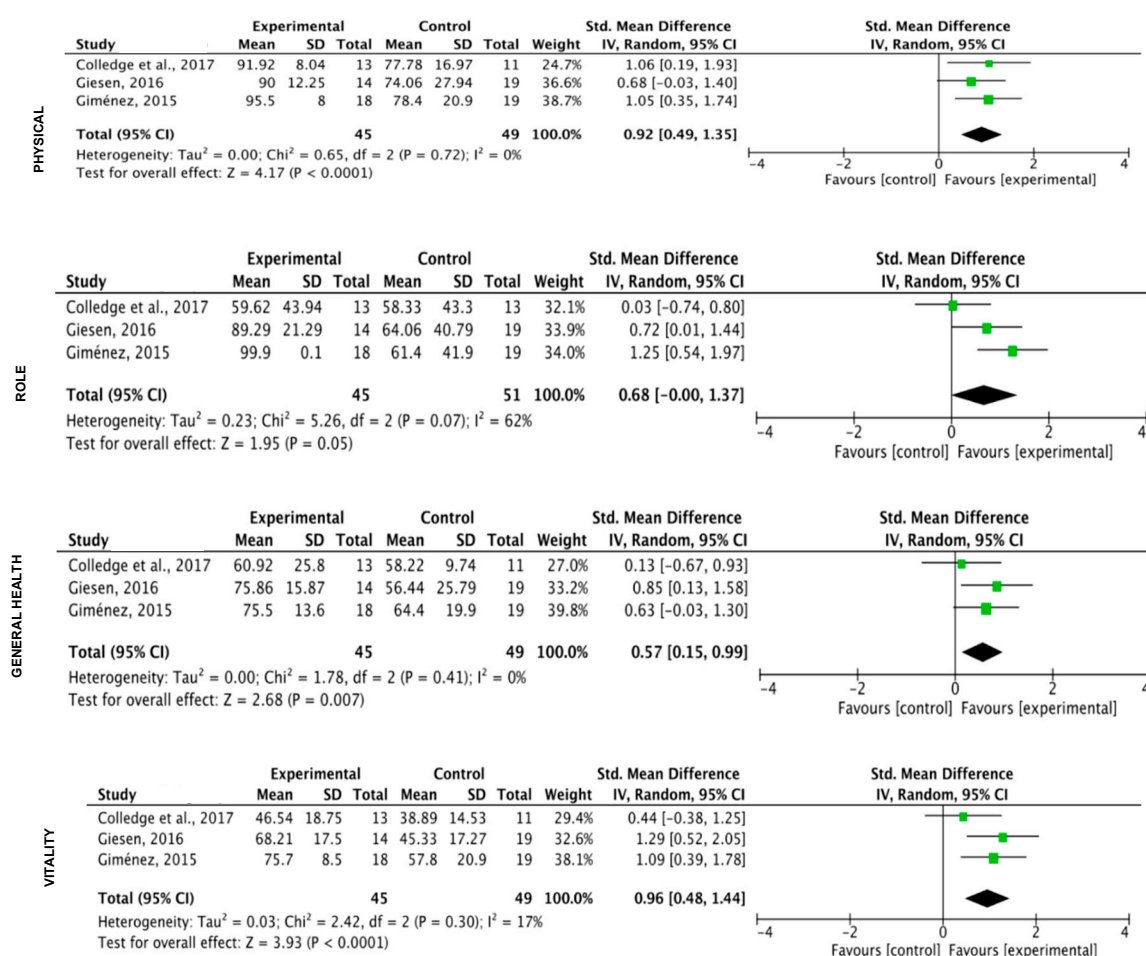 PHYSICAL
Experimental Control Std. Mean Difference Std. Mean Difference
Study Mean SD Total Mean SD Total Weight IV, Random, 95% CI IV, Random, 95% CI
Colledge et al., 2017 91.92 8.04 13 77.78 16.97 11 24.7% 1.06 [0.19, 1.93]
Giesen, 2016 90 12.25 14 74.06 27.94 19 36.6% 0.68 [-0.03, 1.40]
Giménez, 2015 95.5 8 18 78.4 20.9 19 38.7% 1.05 [0.35, 1.74]
Total (95% CI) 45 49 100.0% 0.92 [0.49, 1.35]
Heterogeneity: Tau² = 0.00; Chi² = 0.65, df = 2 (P = 0.72); I² = 0%
Test for overall effect: Z = 4.17 (P < 0.0001)
-4 -2 0 2 4
Favours [control] Favours [experimental]
ROLE
Experimental Control Std. Mean Difference Std. Mean Difference
Study Mean SD Total Mean SD Total Weight IV, Random, 95% CI IV, Random, 95% CI
Colledge et al., 2017 59.62 43.94 13 58.33 43.3 13 32.1% 0.03 [-0.74, 0.80]
Giesen, 2016 89.29 21.29 14 64.06 40.79 19 33.9% 0.72 [0.01, 1.44]
Giménez, 2015 99.9 0.1 18 61.4 41.9 19 34.0% 1.25 [0.54, 1.97]
Total (95% CI) 45 51 100.0% 0.68 [-0.00, 1.37]
Heterogeneity: Tau² = 0.23; Chi² = 5.26, df = 2 (P = 0.07); I² = 62%
Test for overall effect: Z = 1.95 (P = 0.05)
-4 -2 0 2 4
Favours [control] Favours [experimental]
GENERAL HEALTH
Experimental Control Std. Mean Difference Std. Mean Difference
Study Mean SD Total Mean SD Total Weight IV, Random, 95% CI IV, Random, 95% CI
Colledge et al., 2017 60.92 25.8 13 58.22 9.74 11 27.0% 0.13 [-0.67, 0.93]
Giesen, 2016 75.86 15.87 14 56.44 25.79 19 33.2% 0.85 [0.13, 1.58]
Giménez, 2015 75.5 13.6 18 64.4 19.9 19 39.8% 0.63 [-0.03, 1.30]
Total (95% CI) 45 49 100.0% 0.57 [0.15, 0.99]
Heterogeneity: Tau² = 0.00; Chi² = 1.78, df = 2 (P = 0.41); I² = 0%
Test for overall effect: Z = 2.68 (P = 0.007)
-4 -2 0 2 4
Favours [control] Favours [experimental]
VITALITY
Experimental Control Std. Mean Difference Std. Mean Difference
Study Mean SD Total Mean SD Total Weight IV, Random, 95% CI IV, Random, 95% CI
Colledge et al., 2017 46.54 18.75 13 38.89 14.53 11 29.4% 0.44 [-0.38, 1.25]
Giesen, 2016 68.21 17.5 14 45.33 17.27 19 32.6% 1.29 [0.52, 2.05]
Giménez, 2015 75.7 8.5 18 57.8 20.9 19 38.1% 1.09 [0.39, 1.78]
Total (95% CI) 45 49 100.0% 0.96 [0.48, 1.44]
Heterogeneity: Tau² = 0.03; Chi² = 2.42, df = 2 (P = 0.30); I² = 17%
Test for overall effect: Z = 3.93 (P < 0.0001)
-4 -2 0 2 4
Favours [control] Favours [experimental]